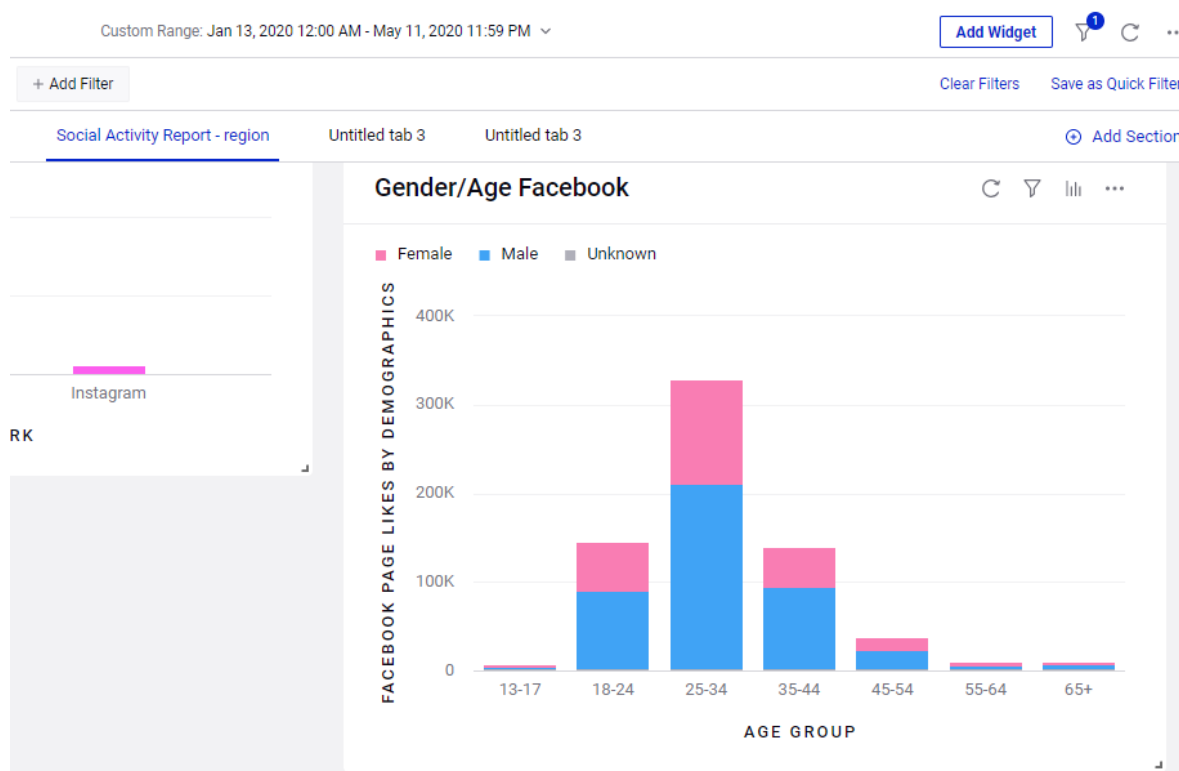 Custom Range: Jan 13, 2020 12:00 AM - May 11, 2020 11:59 PM
Add Widget
1
+ Add Filter
Clear Filters
Save as Quick Filter
Social Activity Report - region
Untitled tab 3
Untitled tab 3
Add Section
Instagram
RK
Gender/Age Facebook
Female
Male
Unknown
FACEBOOK PAGE LIKES BY DEMOGRAPHICS
400K
300K
200K
100K
0
13-17
18-24
25-34
35-44
45-54
55-64
65+
AGE GROUP